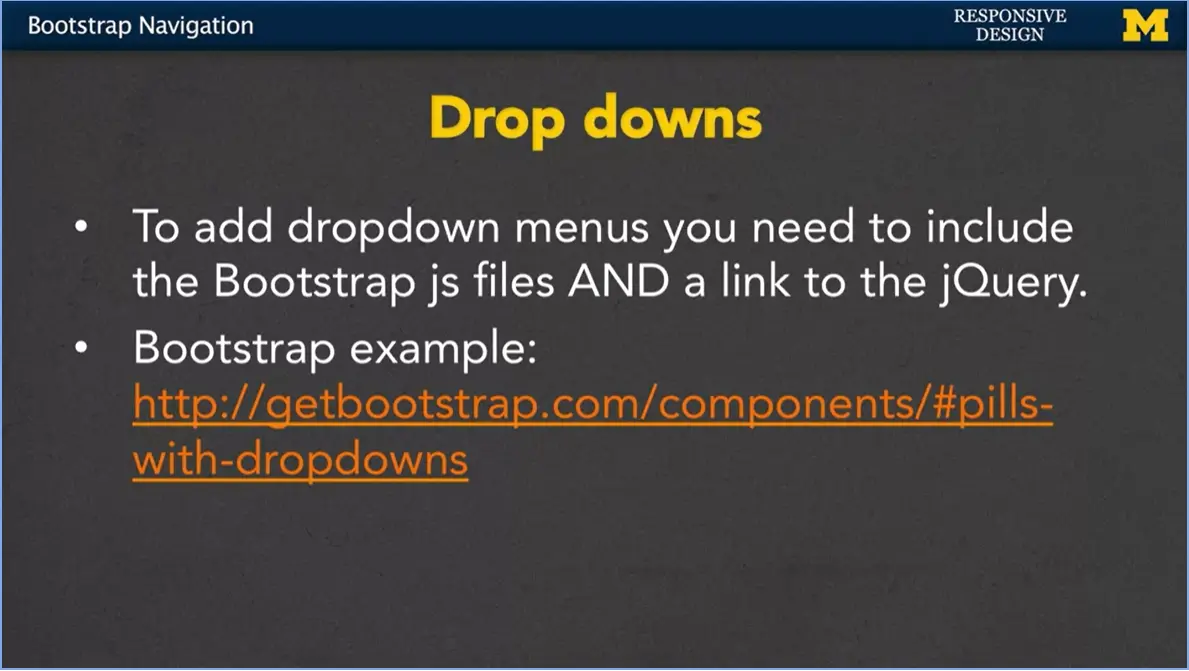 Bootstrap Navigation
RESPONSIVE
DESIGN
M
Drop downs
• To add dropdown menus you need to include
the Bootstrap js files AND a link to the jQuery.
• Bootstrap example:
http://getbootstrap.com/components/#pills-
with-dropdowns